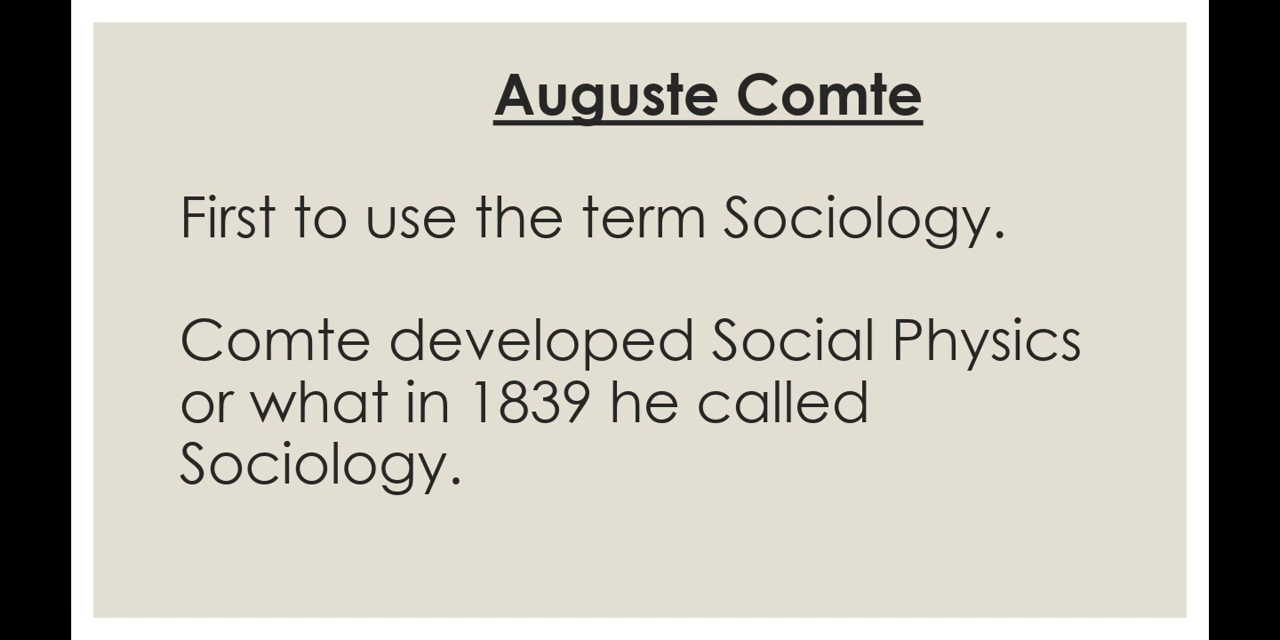 Auguste Comte
First to use the term Sociology.
Comte developed Social Physics
or what in 1839 he called
Sociology.